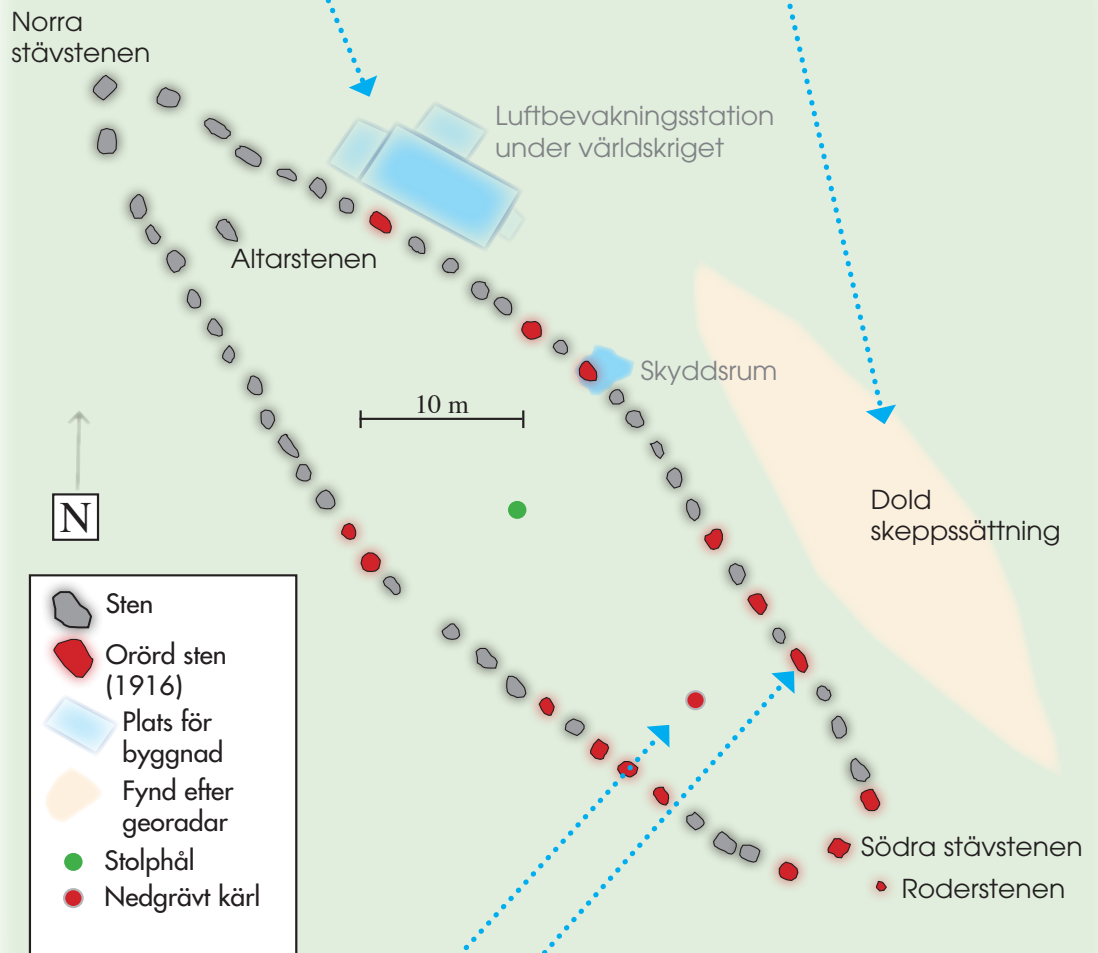 Norra
stävstenen
Luftbevakningsstation
under världskriget
Altarstenen
Skyddsrum
10 m
Dold
skeppssättning
N
Sten
Orörd sten
(1916)
Plats för
byggnad
Fynd efter
georadar
Stolphål
Nedgrävt kärl
Södra stävstenen
Roderstenen